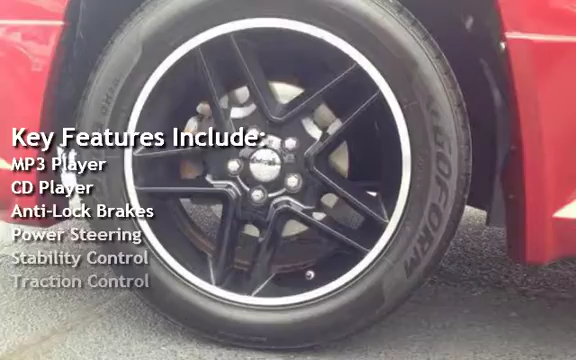 Key Features Include:
MP3 Player
CD Player
Anti-Lock Brakes
Power Steering
Stability Control
Traction Control